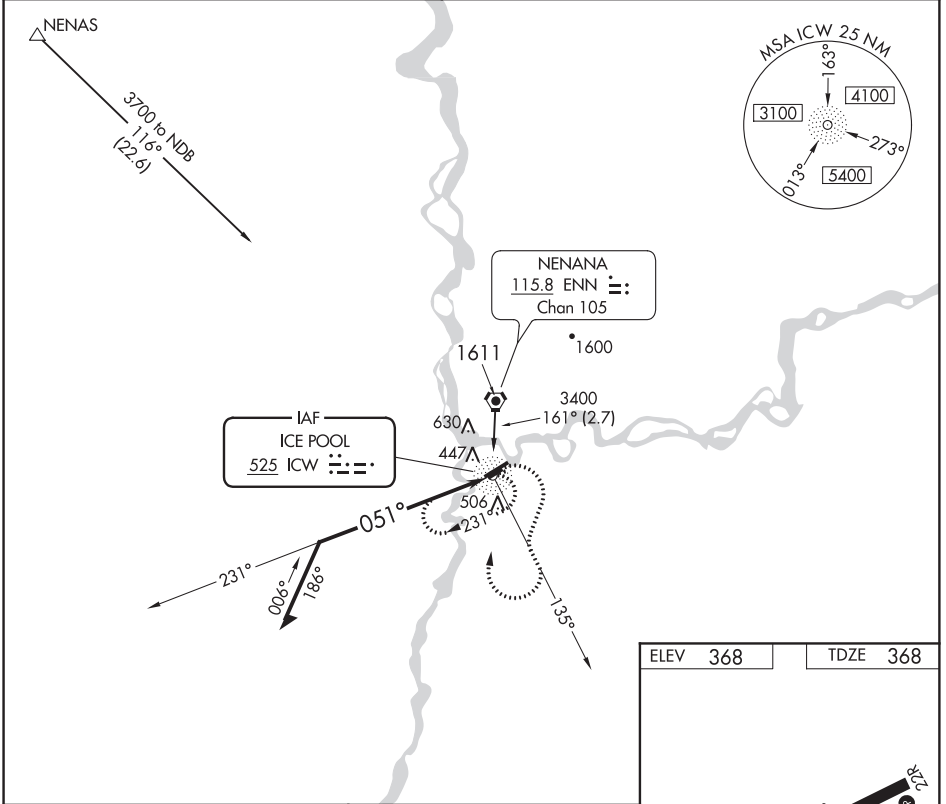 NENAS
3700 to NDB
116°
(22.6)
MSA ICW 25 NM
163°
3100
4100
273°
013°
5400
NENANA
115.8 ENN
Chan 105
1611
1600
3400
161° (2.7)
630
447
IAF
ICE POOL
525 ICW
506
231°
051°
231°
006°
186°
135°
ELEV 368
TDZE 368
22R